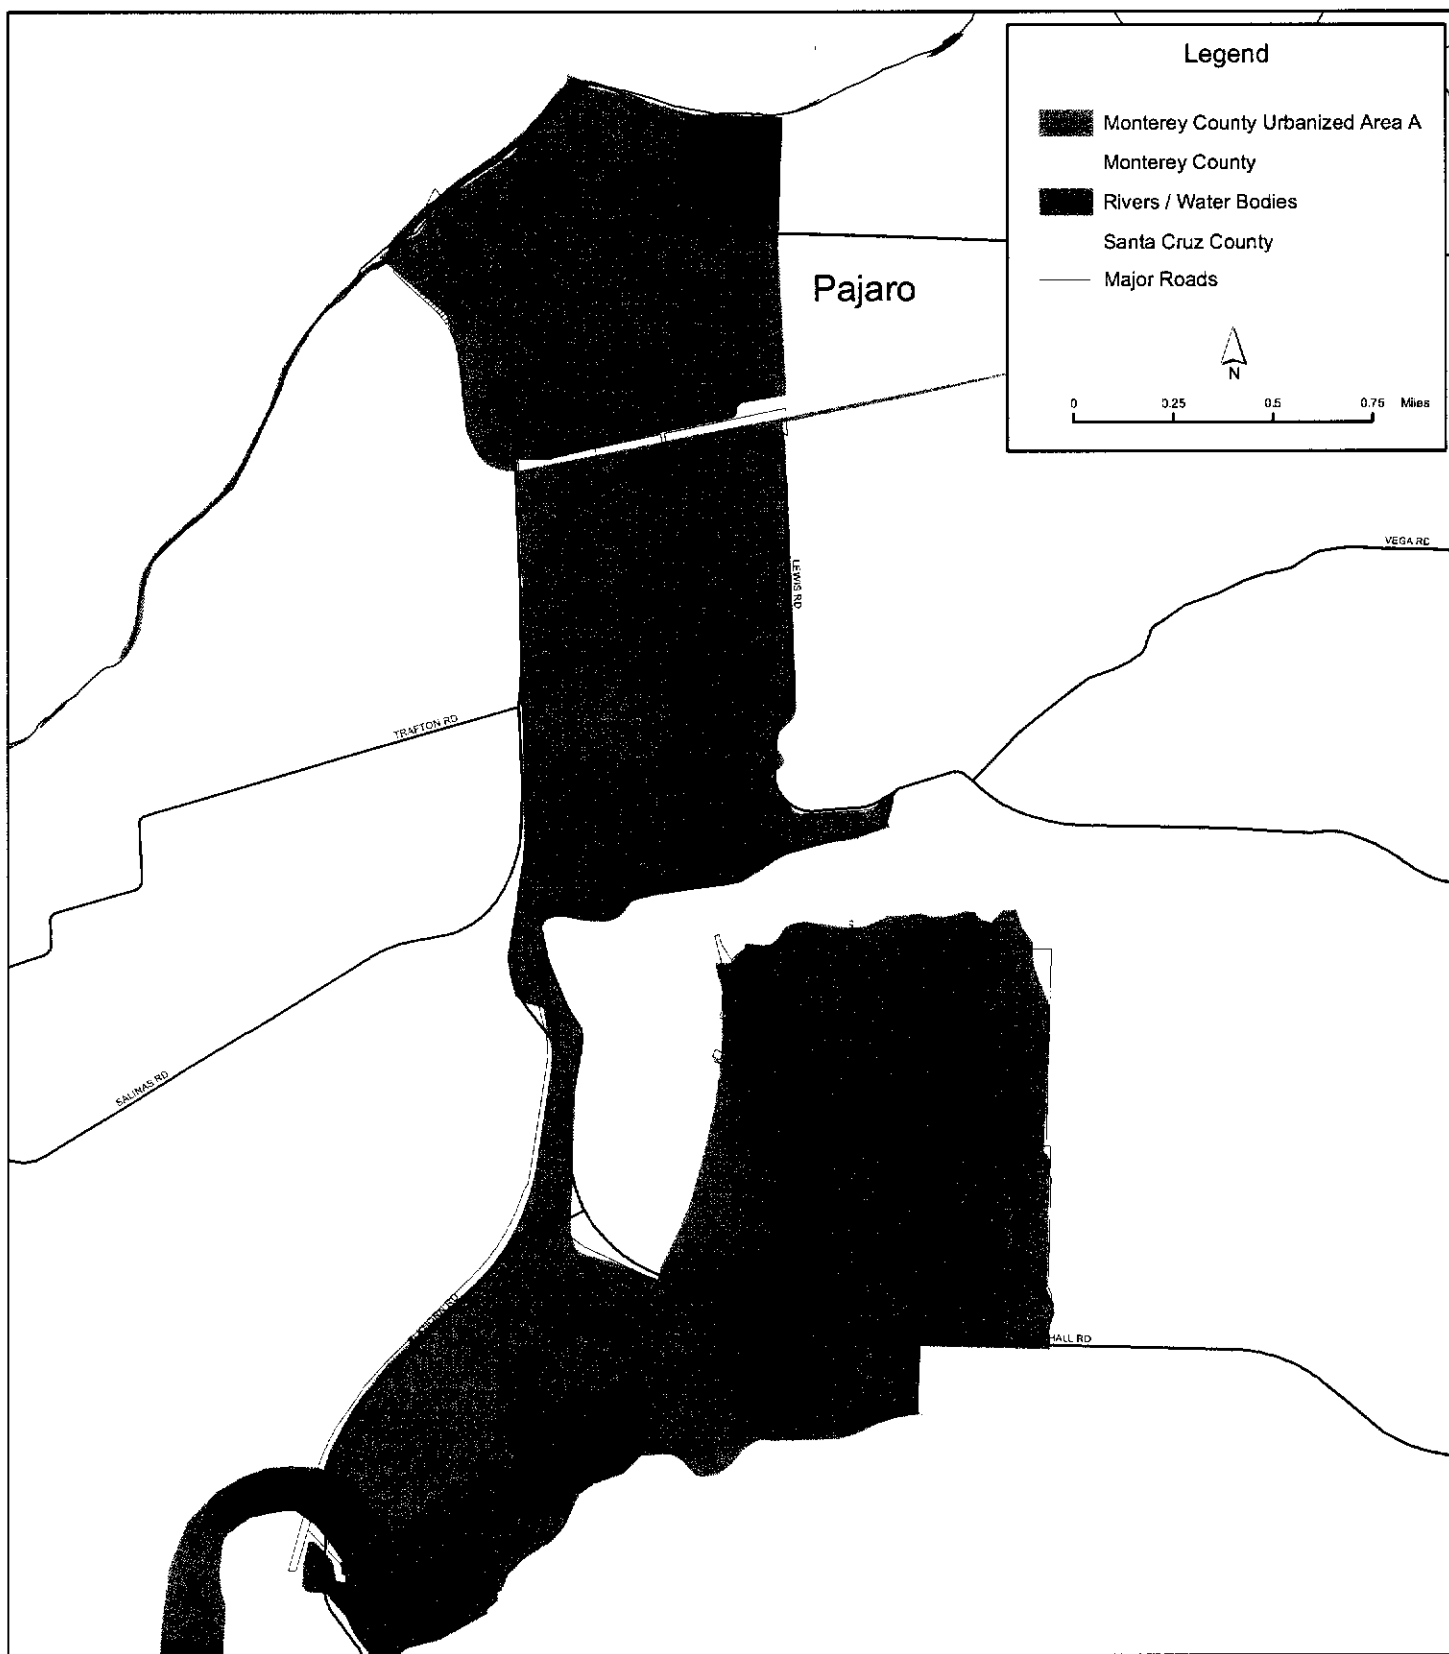 Legend
Monterey County Urbanized Area A
Monterey County
Rivers / Water Bodies
Santa Cruz County
Major Roads
N
0 0.25 0.5 0.75 Miles
Pajaro
VEGA RD
LEWIS RD
TRAFTON RD
SALINAS RD
RD
HALL RD